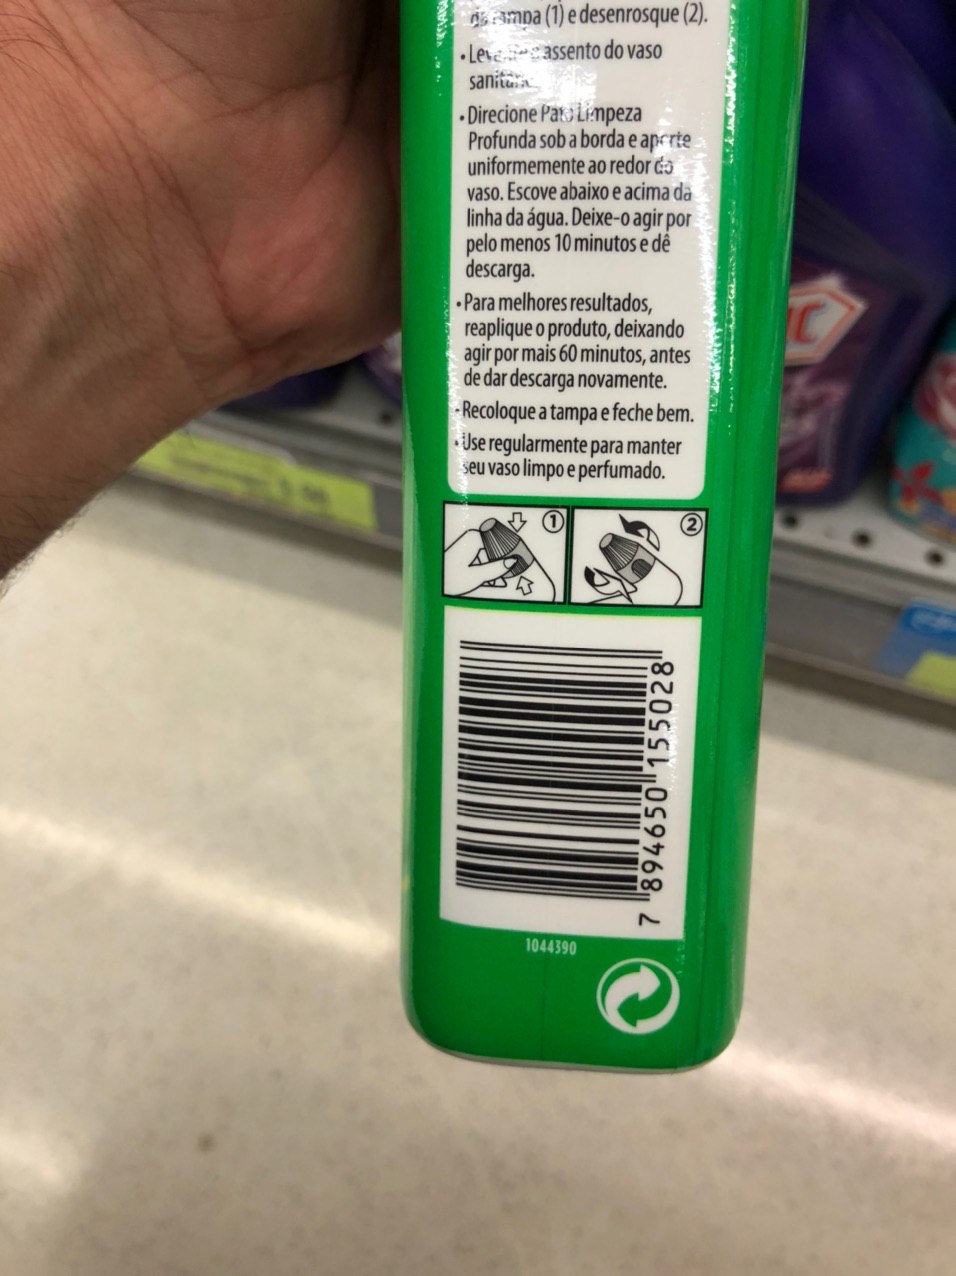 da tampa (1) e desenrosque (2).
• Levante o assento do vaso
sanitário.
• Direcione Pato Limpeza
Profunda sob a borda e aperte
uniformemente ao redor do
vaso. Escove abaixo e acima da
linha da água. Deixe-o agir por
pelo menos 10 minutos e dê
descarga.
• Para melhores resultados,
reaplique o produto, deixando
agir por mais 60 minutos, antes
de dar descarga novamente.
• Recoloque a tampa e feche bem.
• Use regularmente para manter
seu vaso limpo e perfumado.
1
2
7 894650 155028
1044390